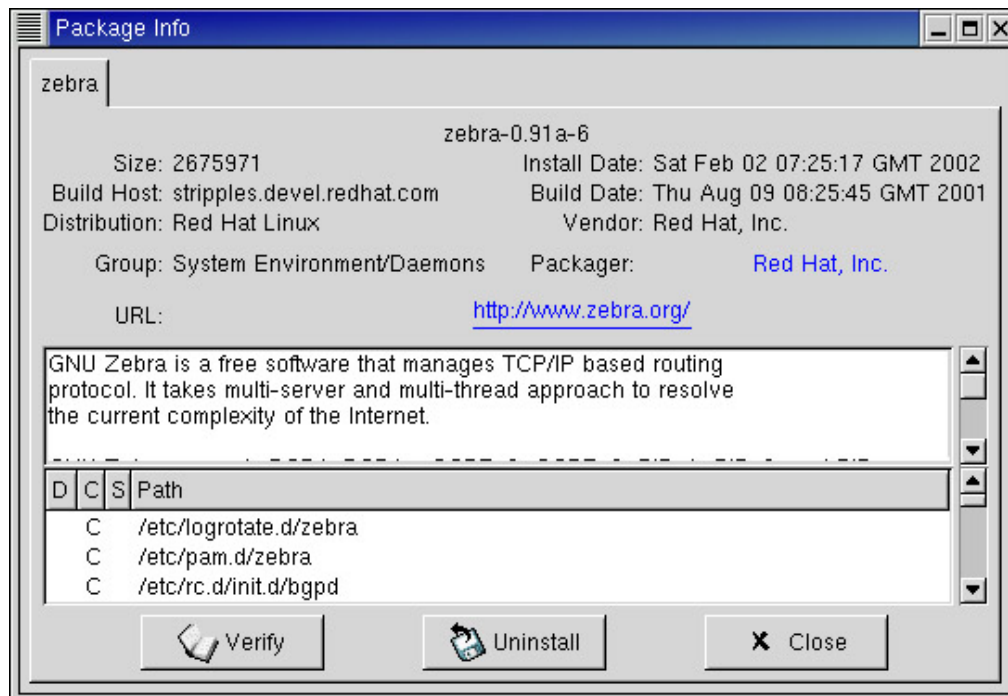 Package Info
zebra
zebra-0.91a-6
Size: 2675971 Install Date: Sat Feb 02 07:25:17 GMT 2002
Build Host: stripples.devel.redhat.com Build Date: Thu Aug 09 08:25:45 GMT 2001
Distribution: Red Hat Linux Vendor: Red Hat, Inc.
Group: System Environment/Daemons Packager: Red Hat, Inc.
URL: http://www.zebra.org/
GNU Zebra is a free software that manages TCP/IP based routing
protocol. It takes multi-server and multi-thread approach to resolve
the current complexity of the Internet.
D C S Path
C /etc/logrotate.d/zebra
C /etc/pam.d/zebra
C /etc/rc.d/init.d/bgpd
Verify Uninstall Close